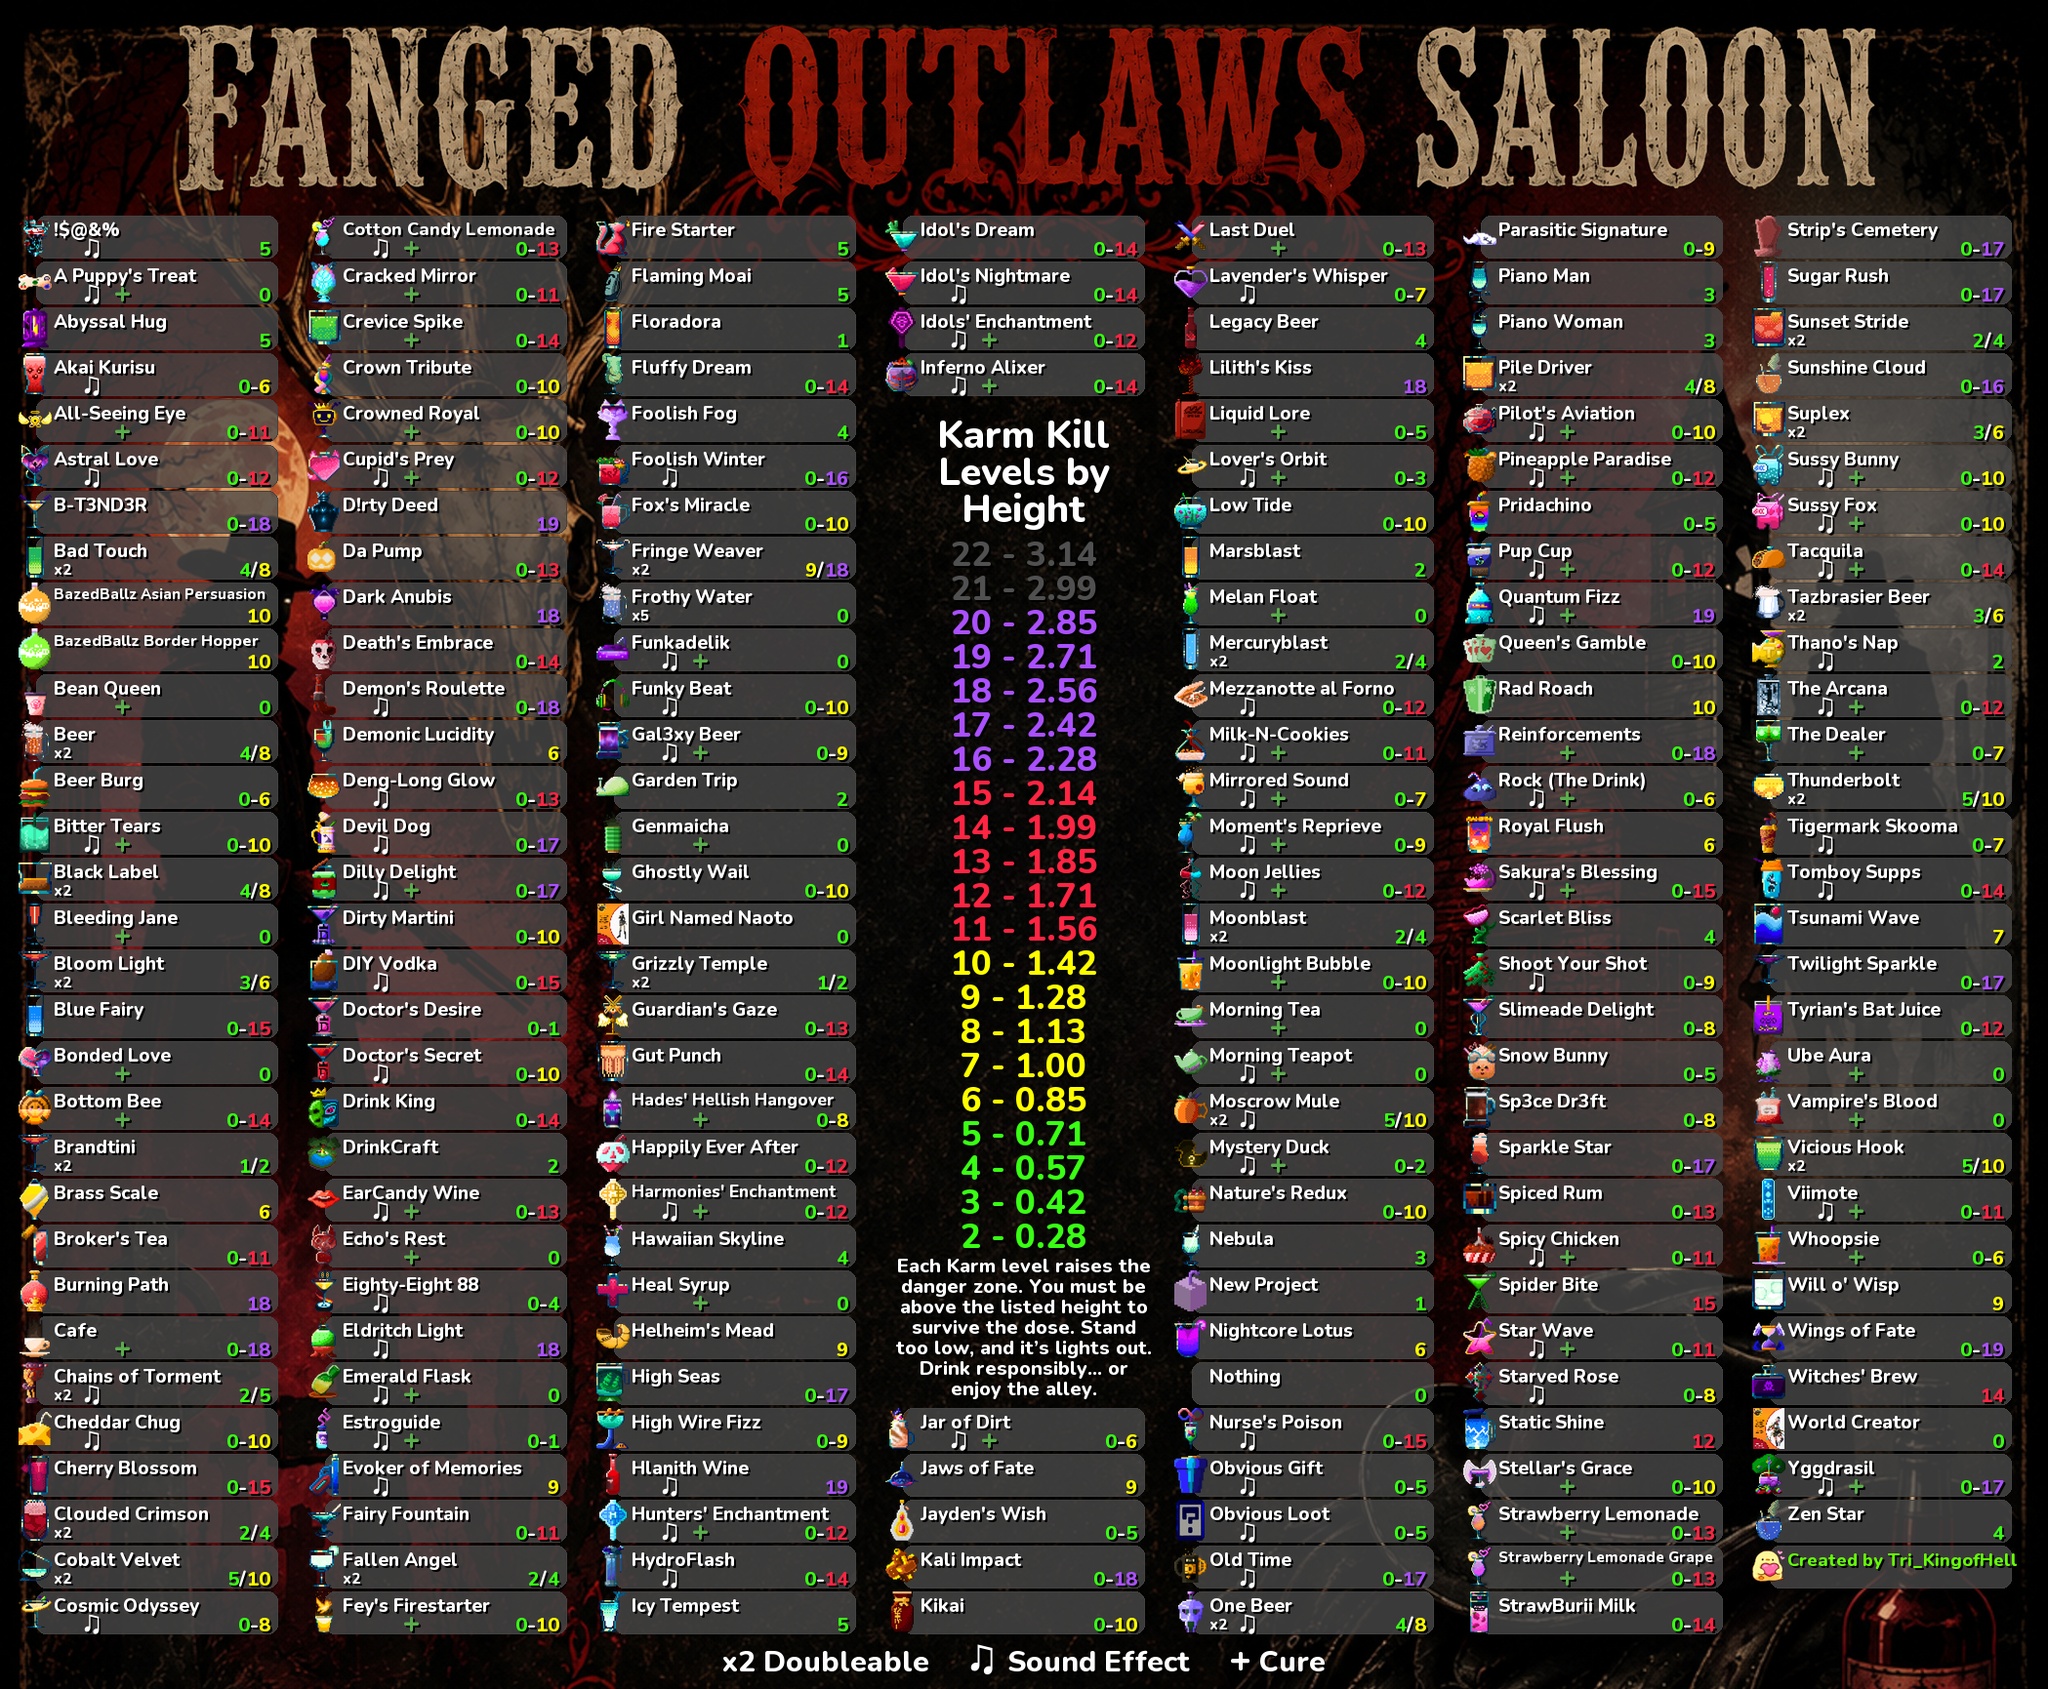 FANGED OUTLAWS SALOON
!$@&%
♫ 5
A Puppy's Treat
♫ + 0
Abyssal Hug
5
Akai Kurisu
♫ 0-6
All-Seeing Eye
+ 0-11
Astral Love
♫ 0-12
B-T3ND3R
0-18
Bad Touch
x2 4/8
BazedBallz Asian Persuasion
10
BazedBallz Border Hopper
10
Bean Queen
+ 0
Beer
x2 4/8
Beer Burg
0-6
Bitter Tears
♫ + 0-10
Black Label
x2 4/8
Bleeding Jane
+ 0
Bloom Light
x2 3/6
Blue Fairy
0-15
Bonded Love
+ 0
Bottom Bee
+ 0-14
Brandtini
x2 1/2
Brass Scale
6
Broker's Tea
0-11
Burning Path
18
Cafe
+ 0-18
Chains of Torment
x2 ♫ 2/5
Cheddar Chug
♫ 0-10
Cherry Blossom
0-15
Clouded Crimson
x2 2/4
Cobalt Velvet
x2 5/10
Cosmic Odyssey
♫ 0-8
Cotton Candy Lemonade
♫ + 0-13
Cracked Mirror
+ 0-11
Crevice Spike
+ 0-14
Crown Tribute
0-10
Crowned Royal
+ 0-10
Cupid's Prey
♫ + 0-12
D!rty Deed
19
Da Pump
0-13
Dark Anubis
18
Death's Embrace
0-14
Demon's Roulette
♫ 0-18
Demonic Lucidity
6
Deng-Long Glow
♫ 0-13
Devil Dog
♫ 0-17
Dilly Delight
♫ + 0-17
Dirty Martini
0-10
DIY Vodka
♫ 0-15
Doctor's Desire
0-1
Doctor's Secret
♫ 0-10
Drink King
0-14
DrinkCraft
2
EarCandy Wine
♫ + 0-13
Echo's Rest
+ 0
Eighty-Eight 88
♫ 0-4
Eldritch Light
♫ 18
Emerald Flask
♫ + 0
Estroguide
♫ + 0-1
Evoker of Memories
♫ 9
Fairy Fountain
0-11
Fallen Angel
x2 2/4
Fey's Firestarter
+ 0-10
Fire Starter
5
Flaming Moai
5
Floradora
1
Fluffy Dream
0-14
Foolish Fog
4
Foolish Winter
♫ 0-16
Fox's Miracle
0-10
Fringe Weaver
x2 9/18
Frothy Water
x5 0
Funkadelik
♫ + 0
Funky Beat
♫ 0-10
Gal3xy Beer
♫ + 0-9
Garden Trip
2
Genmaicha
+ 0
Ghostly Wail
0-10
Girl Named Naoto
0
Grizzly Temple
x2 1/2
Guardian's Gaze
0-13
Gut Punch
0-14
Hades' Hellish Hangover
+ 0-8
Happily Ever After
0-12
Harmonies' Enchantment
♫ + 0-12
Hawaiian Skyline
4
Heal Syrup
+ 0
Helheim's Mead
9
High Seas
0-17
High Wire Fizz
0-9
Hlanith Wine
19
Hunters' Enchantment
♫ + 0-12
HydroFlash
♫ 0-14
Icy Tempest
5
Idol's Dream
0-14
Idol's Nightmare
♫ 0-14
Idols' Enchantment
♫ + 0-12
Inferno Alixer
♫ + 0-14
Karm Kill
Levels by
Height
22 - 3.14
21 - 2.99
20 - 2.85
19 - 2.71
18 - 2.56
17 - 2.42
16 - 2.28
15 - 2.14
14 - 1.99
13 - 1.85
12 - 1.71
11 - 1.56
10 - 1.42
9 - 1.28
8 - 1.13
7 - 1.00
6 - 0.85
5 - 0.71
4 - 0.57
3 - 0.42
2 - 0.28
Each Karm level raises the
danger zone. You must be
above the listed height to
survive the dose. Stand
too low, and it's lights out.
Drink responsibly... or
enjoy the alley.
Jar of Dirt
♫ + 0-6
Jaws of Fate
9
Jayden's Wish
0-5
Kali Impact
0-18
Kikai
0-10
Last Duel
+ 0-13
Lavender's Whisper
♫ 0-7
Legacy Beer
4
Lilith's Kiss
18
Liquid Lore
+ 0-5
Lover's Orbit
♫ + 0-3
Low Tide
0-10
Marsblast
2
Melan Float
+ 0
Mercuryblast
x2 2/4
Mezzanotte al Forno
♫ 0-12
Milk-N-Cookies
♫ + 0-11
Mirrored Sound
♫ + 0-7
Moment's Reprieve
♫ + 0-9
Moon Jellies
♫ + 0-12
Moonblast
x2 2/4
Moonlight Bubble
+ 0-10
Morning Tea
+ 0
Morning Teapot
♫ + 0
Moscrow Mule
x2 ♫ 5/10
Mystery Duck
♫ + 0-2
Nature's Redux
0-10
Nebula
3
New Project
1
Nightcore Lotus
6
Nothing
0
Nurse's Poison
♫ 0-15
Obvious Gift
♫ 0-5
Obvious Loot
♫ 0-5
Old Time
♫ 0-17
One Beer
x2 ♫ 4/8
Parasitic Signature
0-9
Piano Man
3
Piano Woman
3
Pile Driver
x2 4/8
Pilot's Aviation
♫ + 0-10
Pineapple Paradise
♫ + 0-12
Pridachino
0-5
Pup Cup
♫ + 0-12
Quantum Fizz
♫ + 19
Queen's Gamble
0-10
Rad Roach
10
Reinforcements
+ 0-18
Rock (The Drink)
♫ + 0-6
Royal Flush
6
Sakura's Blessing
♫ + 0-15
Scarlet Bliss
4
Shoot Your Shot
♫ 0-9
Slimeade Delight
0-8
Snow Bunny
0-5
Sp3ce Dr3ft
0-8
Sparkle Star
0-17
Spiced Rum
0-13
Spicy Chicken
♫ + 0-11
Spider Bite
15
Star Wave
♫ + 0-11
Starved Rose
♫ 0-8
Static Shine
12
Stellar's Grace
+ 0-10
Strawberry Lemonade
+ 0-13
Strawberry Lemonade Grape
+ 0-13
StrawBurii Milk
0-14
Strip's Cemetery
0-17
Sugar Rush
0-17
Sunset Stride
x2 2/4
Sunshine Cloud
0-16
Suplex
x2 3/6
Sussy Bunny
♫ + 0-10
Sussy Fox
♫ + 0-10
Tacquila
♫ + 0-14
Tazbrasier Beer
x2 3/6
Thano's Nap
♫ 2
The Arcana
♫ + 0-12
The Dealer
+ 0-7
Thunderbolt
x2 5/10
Tigermark Skooma
♫ 0-7
Tomboy Supps
♫ 0-14
Tsunami Wave
7
Twilight Sparkle
0-17
Tyrian's Bat Juice
0-12
Ube Aura
+ 0
Vampire's Blood
+ 0
Vicious Hook
x2 5/10
Viimote
♫ + 0-11
Whoopsie
+ 0-6
Will o' Wisp
9
Wings of Fate
0-19
Witches' Brew
14
World Creator
0
Yggdrasil
♫ + 0-17
Zen Star
4
Created by Tri_KingofHell
x2 Doubleable ♫ Sound Effect + Cure